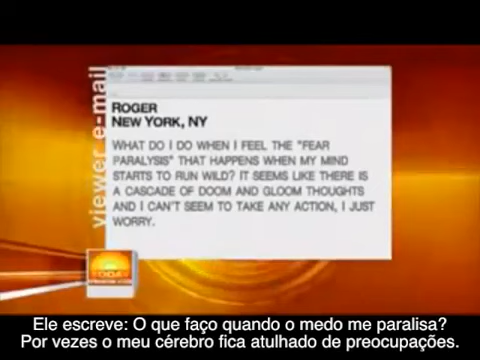 viewer e-mail
ROGER
NEW YORK, NY
WHAT DO I DO WHEN I FEEL THE "FEAR
PARALYSIS" THAT HAPPENS WHEN MY MIND
STARTS TO RUN WILD? IT SEEMS LIKE THERE IS
A CASCADE OF DOOM AND GLOOM THOUGHTS
AND I CAN'T SEEM TO TAKE ANY ACTION, I JUST
WORRY.
TODAY
Ele escreve: O que faço quando o medo me paralisa?
Por vezes o meu cérebro fica atulhado de preocupações.